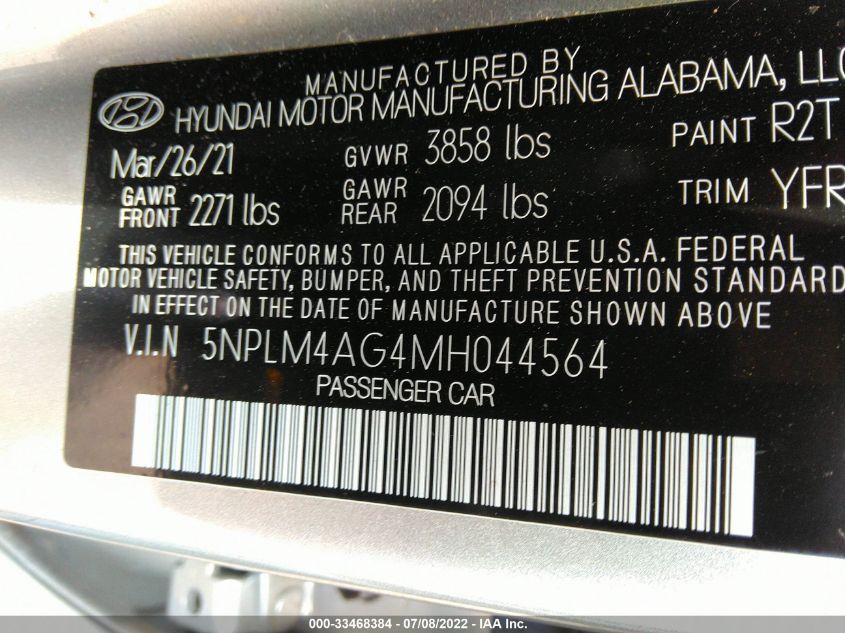 MANUFACTURED BY
HYUNDAI MOTOR MANUFACTURING ALABAMA, LLC
Mar/26/21 GVWR 3858 lbs PAINT R2T
GAWR FRONT 2271 lbs GAWR REAR 2094 lbs TRIM YFR
THIS VEHICLE CONFORMS TO ALL APPLICABLE U.S.A. FEDERAL
MOTOR VEHICLE SAFETY, BUMPER, AND THEFT PREVENTION STANDARD
IN EFFECT ON THE DATE OF MANUFACTURE SHOWN ABOVE
V.I.N 5NPLM4AG4MH044564
PASSENGER CAR
000-33468384 - 07/08/2022 - IAA Inc.